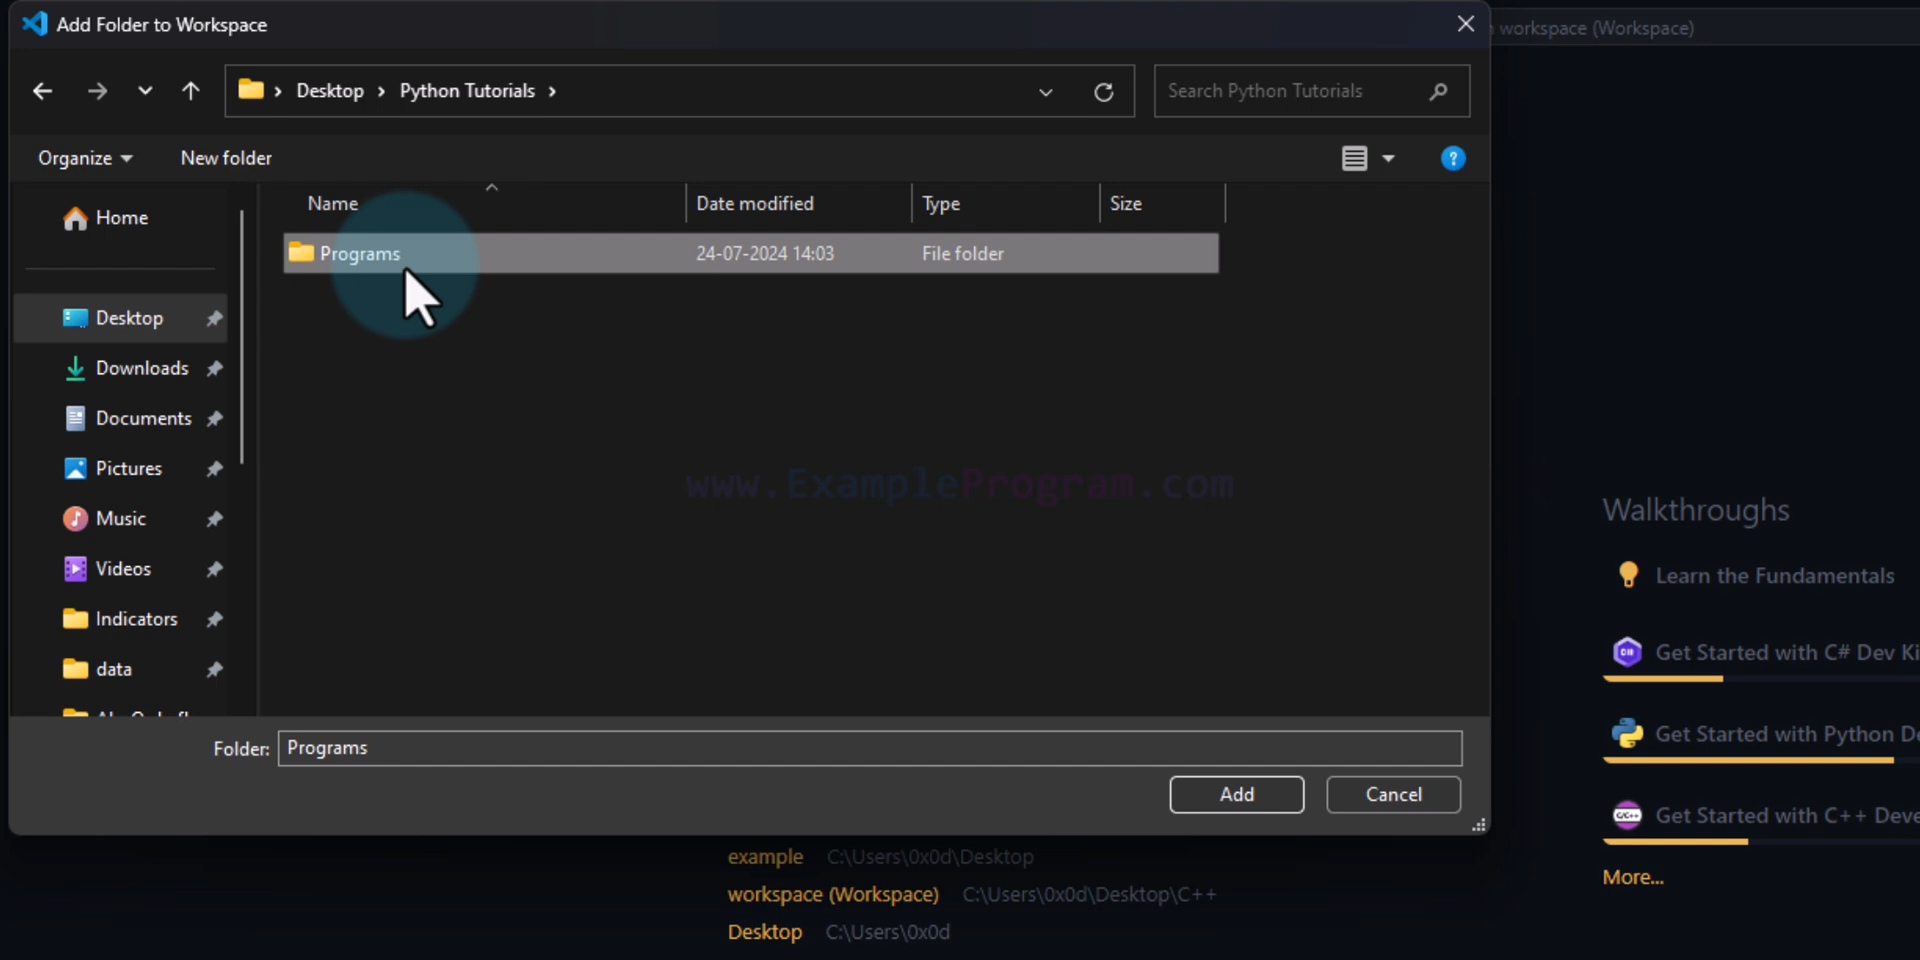 Add Folder to Workspace
workspace (Workspace)
Desktop
Python Tutorials
Search Python Tutorials
Organize
New folder
Name
Date modified
Type
Size
Programs
24-07-2024 14:03
File folder
Home
Desktop
Downloads
Documents
Pictures
Music
Videos
Indicators
data
www.ExampleProgram.com
Folder:
Programs
Add
Cancel
Walkthroughs
Learn the Fundamentals
Get Started with C# Dev Ki
Get Started with Python De
Get Started with C++ Deve
More...
example C:\Users\0x0d\Desktop
workspace (Workspace) C:\Users\0x0d\Desktop\C++
Desktop C:\Users\0x0d